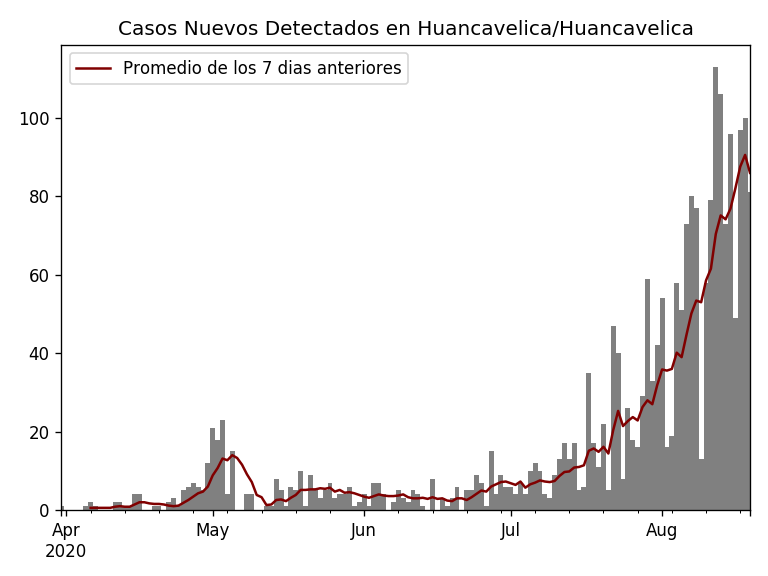 Casos Nuevos Detectados en Huancavelica/Huancavelica
Promedio de los 7 dias anteriores
100
80
60
40
20
0
Apr May Jun Jul Aug
2020